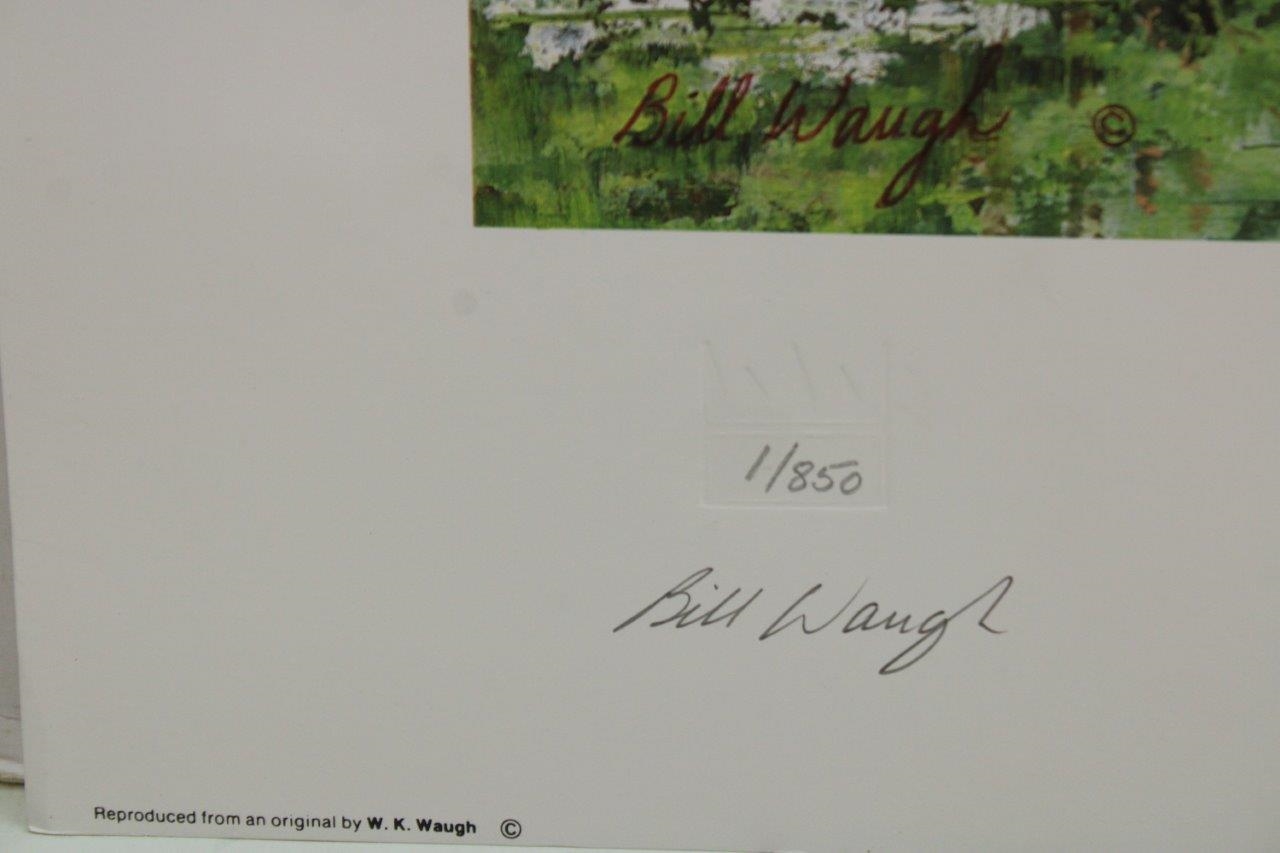 Bill Waugh ©
1/850
Bill Waugh
Reproduced from an original by W. K. Waugh ©